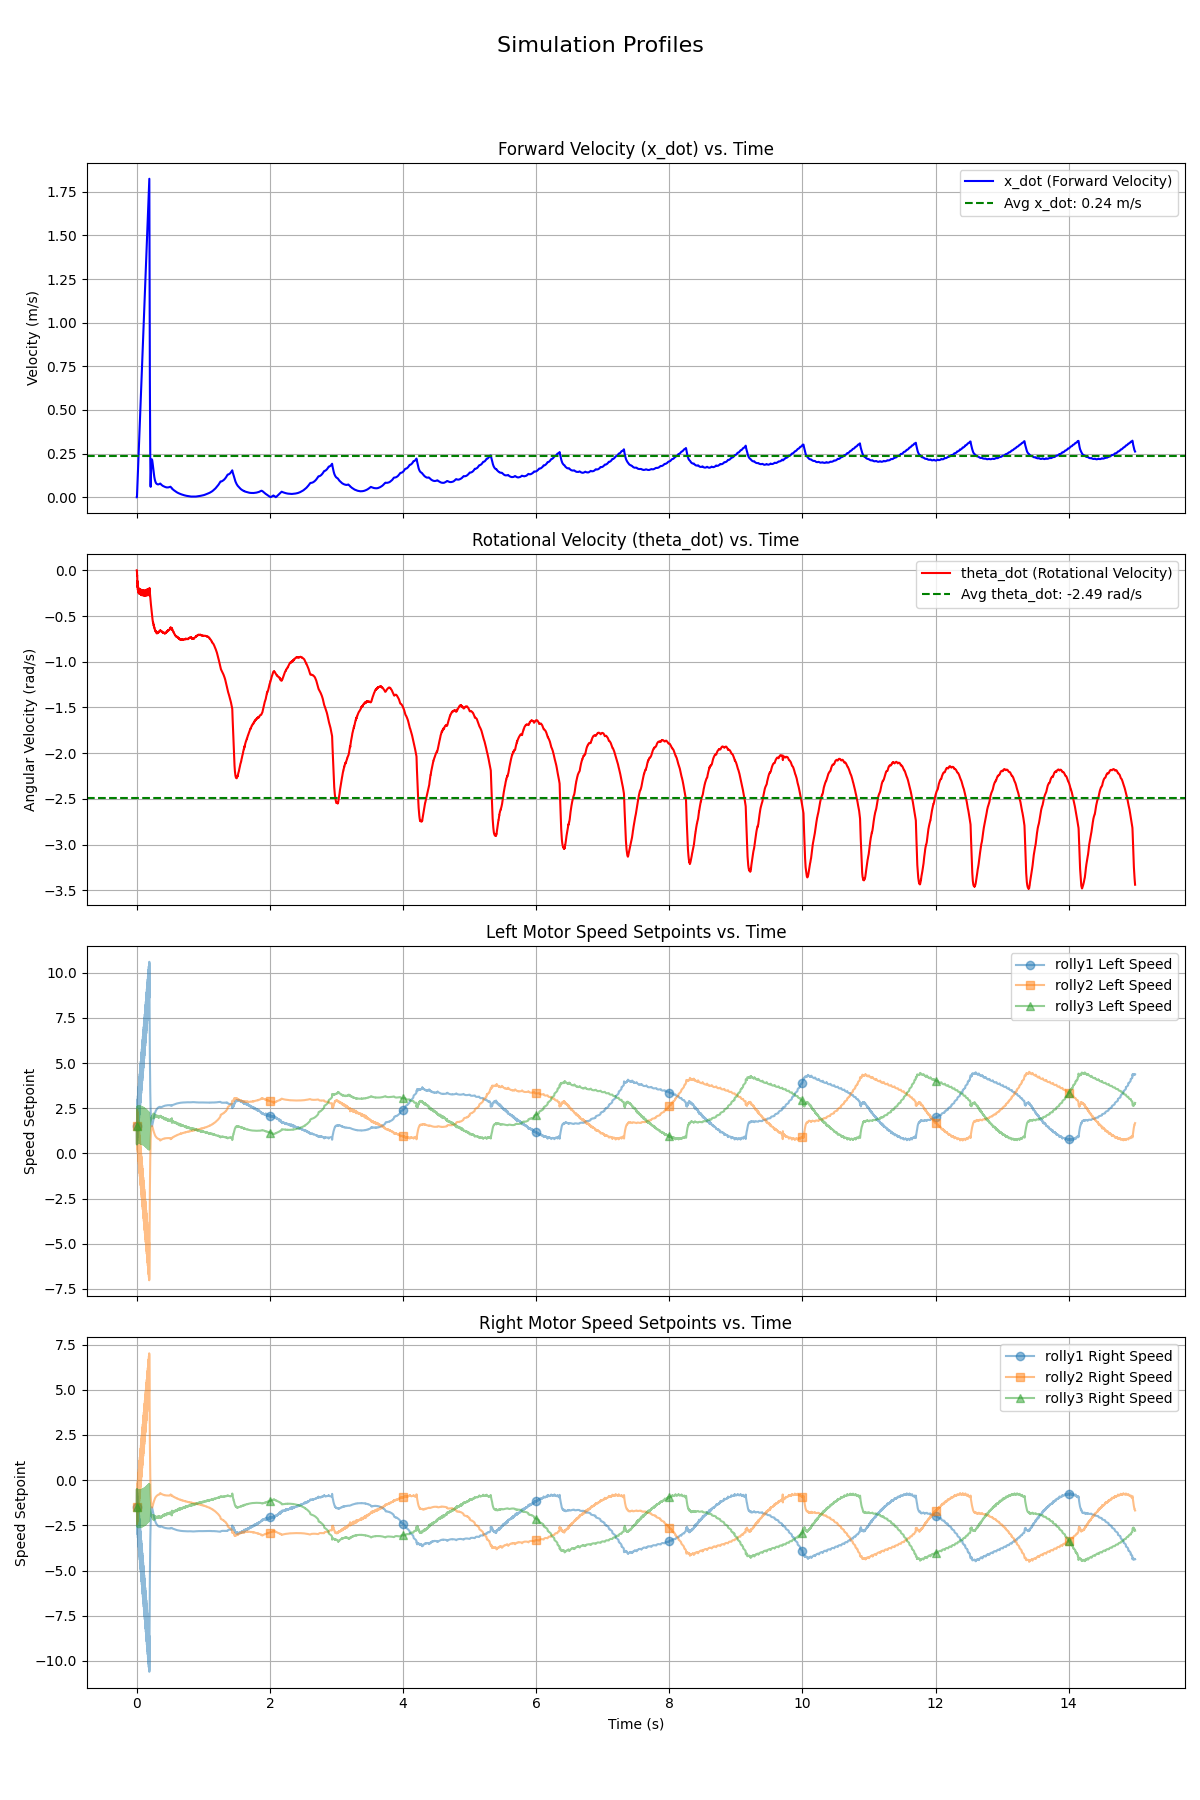 Simulation Profiles
Forward Velocity (x_dot) vs. Time
Velocity (m/s)
1.75
1.50
1.25
1.00
0.75
0.50
0.25
0.00
x_dot (Forward Velocity)
Avg x_dot: 0.24 m/s
Rotational Velocity (theta_dot) vs. Time
Angular Velocity (rad/s)
0.0
−0.5
−1.0
−1.5
−2.0
−2.5
−3.0
−3.5
theta_dot (Rotational Velocity)
Avg theta_dot: -2.49 rad/s
Left Motor Speed Setpoints vs. Time
Speed Setpoint
10.0
7.5
5.0
2.5
0.0
−2.5
−5.0
−7.5
rolly1 Left Speed
rolly2 Left Speed
rolly3 Left Speed
Right Motor Speed Setpoints vs. Time
Speed Setpoint
7.5
5.0
2.5
0.0
−2.5
−5.0
−7.5
−10.0
rolly1 Right Speed
rolly2 Right Speed
rolly3 Right Speed
0 2 4 6 8 10 12 14
Time (s)